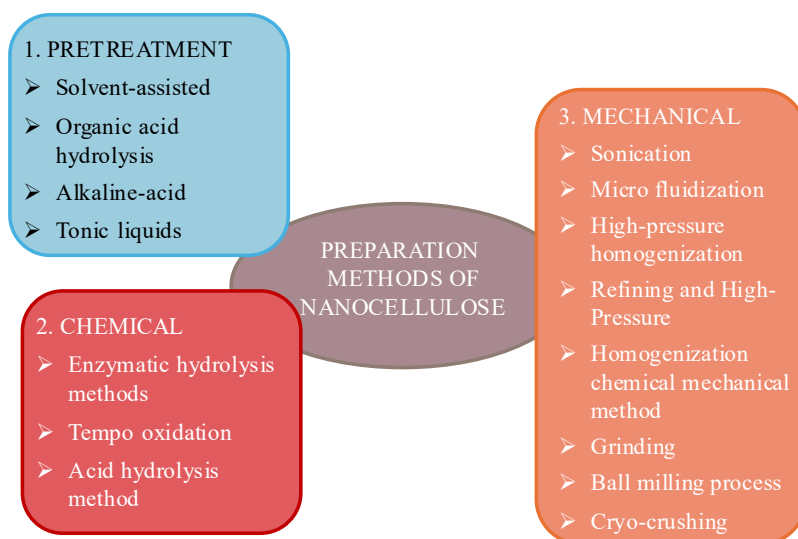 1. PRETREATMENT
➢ Solvent-assisted
➢ Organic acid
hydrolysis
➢ Alkaline-acid
➢ Tonic liquids
PREPARATION
METHODS OF
NANOCELLULOSE
2. CHEMICAL
➢ Enzymatic hydrolysis
methods
➢ Tempo oxidation
➢ Acid hydrolysis
method
3. MECHANICAL
➢ Sonication
➢ Micro fluidization
➢ High-pressure
homogenization
➢ Refining and High-
Pressure
➢ Homogenization
chemical mechanical
method
➢ Grinding
➢ Ball milling process
➢ Cryo-crushing